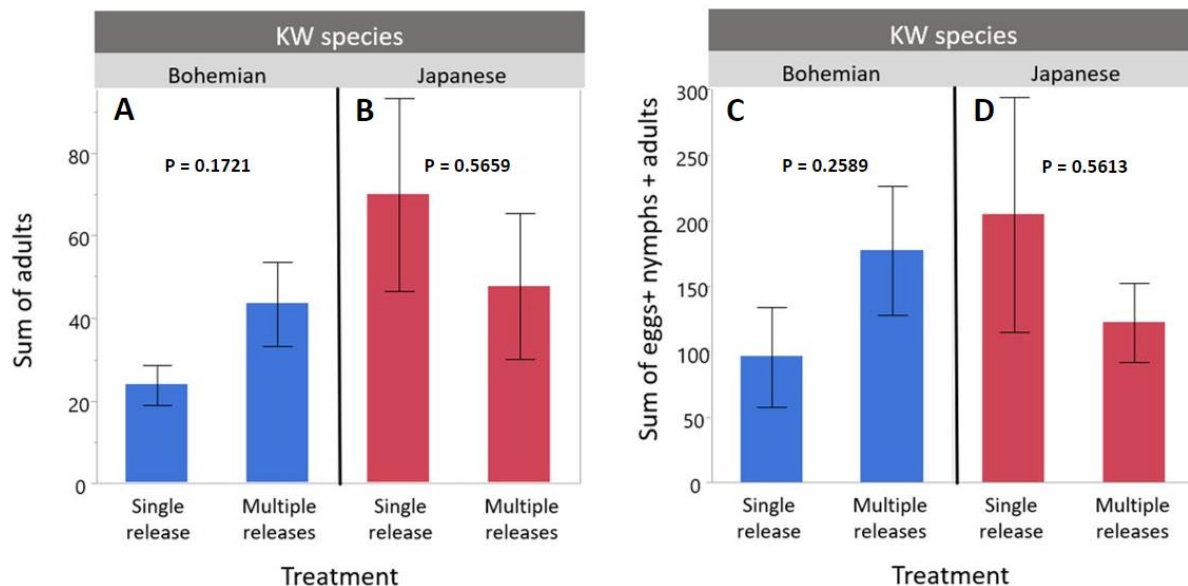 KW species
Bohemian
Japanese
A
B
P = 0.1721
P = 0.5659
Sum of adults
80
60
40
20
0
Single
release
Multiple
releases
Single
release
Multiple
releases
Treatment
KW species
Bohemian
Japanese
C
D
P = 0.2589
P = 0.5613
Sum of eggs+ nymphs + adults
300
250
200
150
100
50
0
Single
release
Multiple
releases
Single
release
Multiple
releases
Treatment